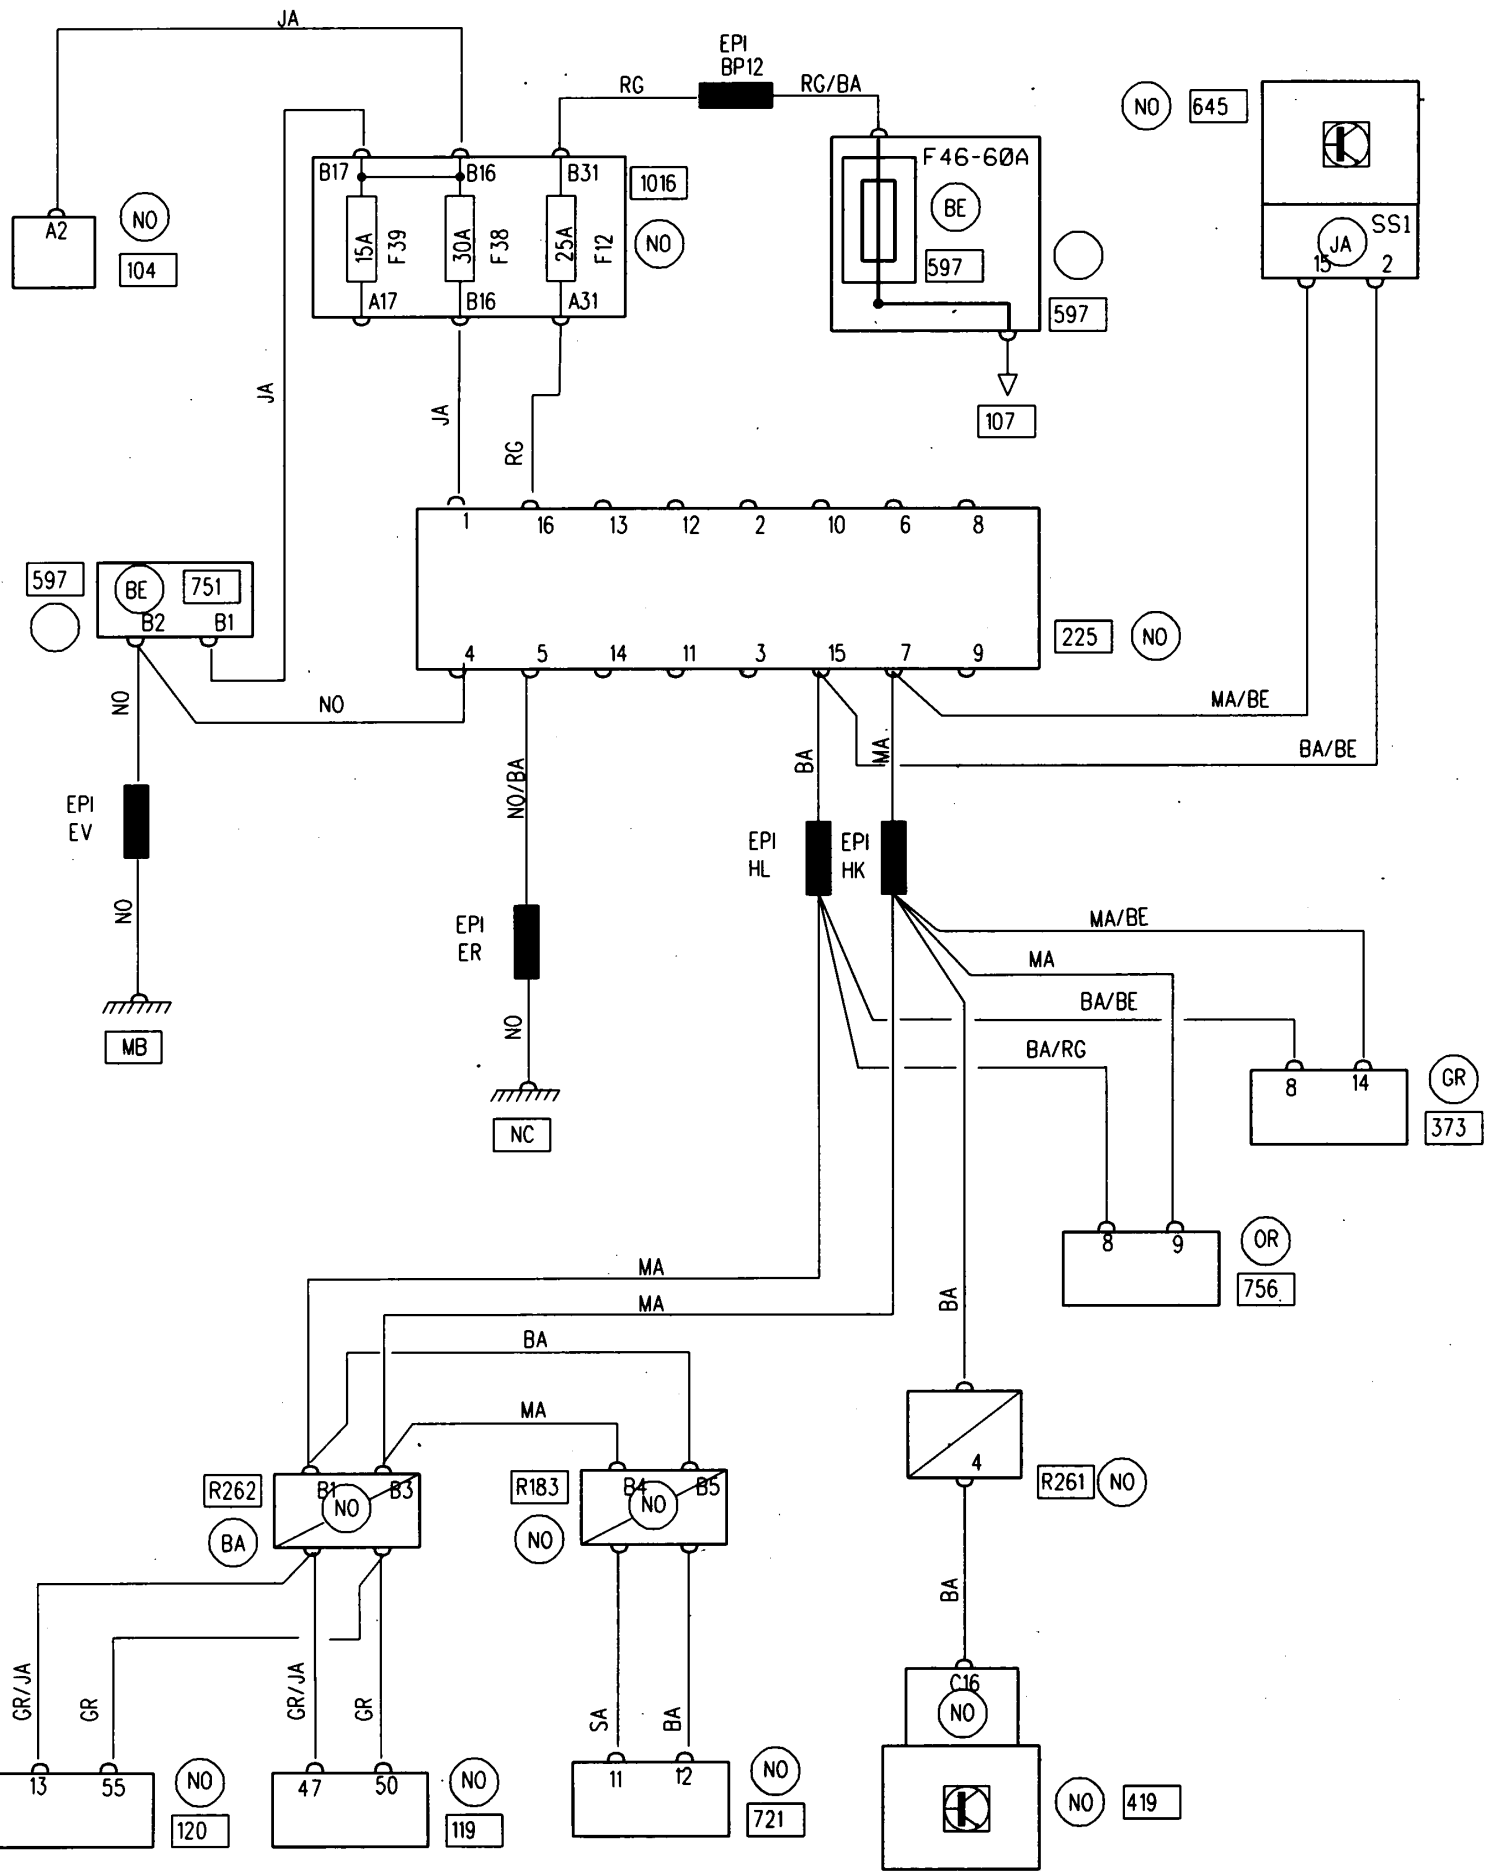 JA
EPI
BP12
RG
RG/BA
NO
645
B17
B16
B31
1016
F46-60A
BE
597
SS1
JA
15
2
A2
NO
104
15A
F39
30A
F38
25A
F12
NO
A17
B16
A31
597
107
JA
JA
RG
1
16
13
12
2
10
6
8
597
BE
751
B2
B1
4
5
14
11
3
15
7
9
225
NO
NO
NO
MA/BE
BA/BE
NO/BA
BA
MA
EPI
EV
EPI
HL
EPI
HK
NO
EPI
ER
MA/BE
MA
BA/BE
BA/RG
NO
MB
NC
8
14
GR
373
8
9
OR
756
MA
MA
BA
BA
MA
4
R261
NO
R262
B1
NO
B3
BA
R183
B4
NO
B5
NO
BA
GR/JA
GR
GR/JA
GR
SA
BA
C16
NO
13
55
NO
120
47
50
NO
119
11
12
NO
721
NO
419